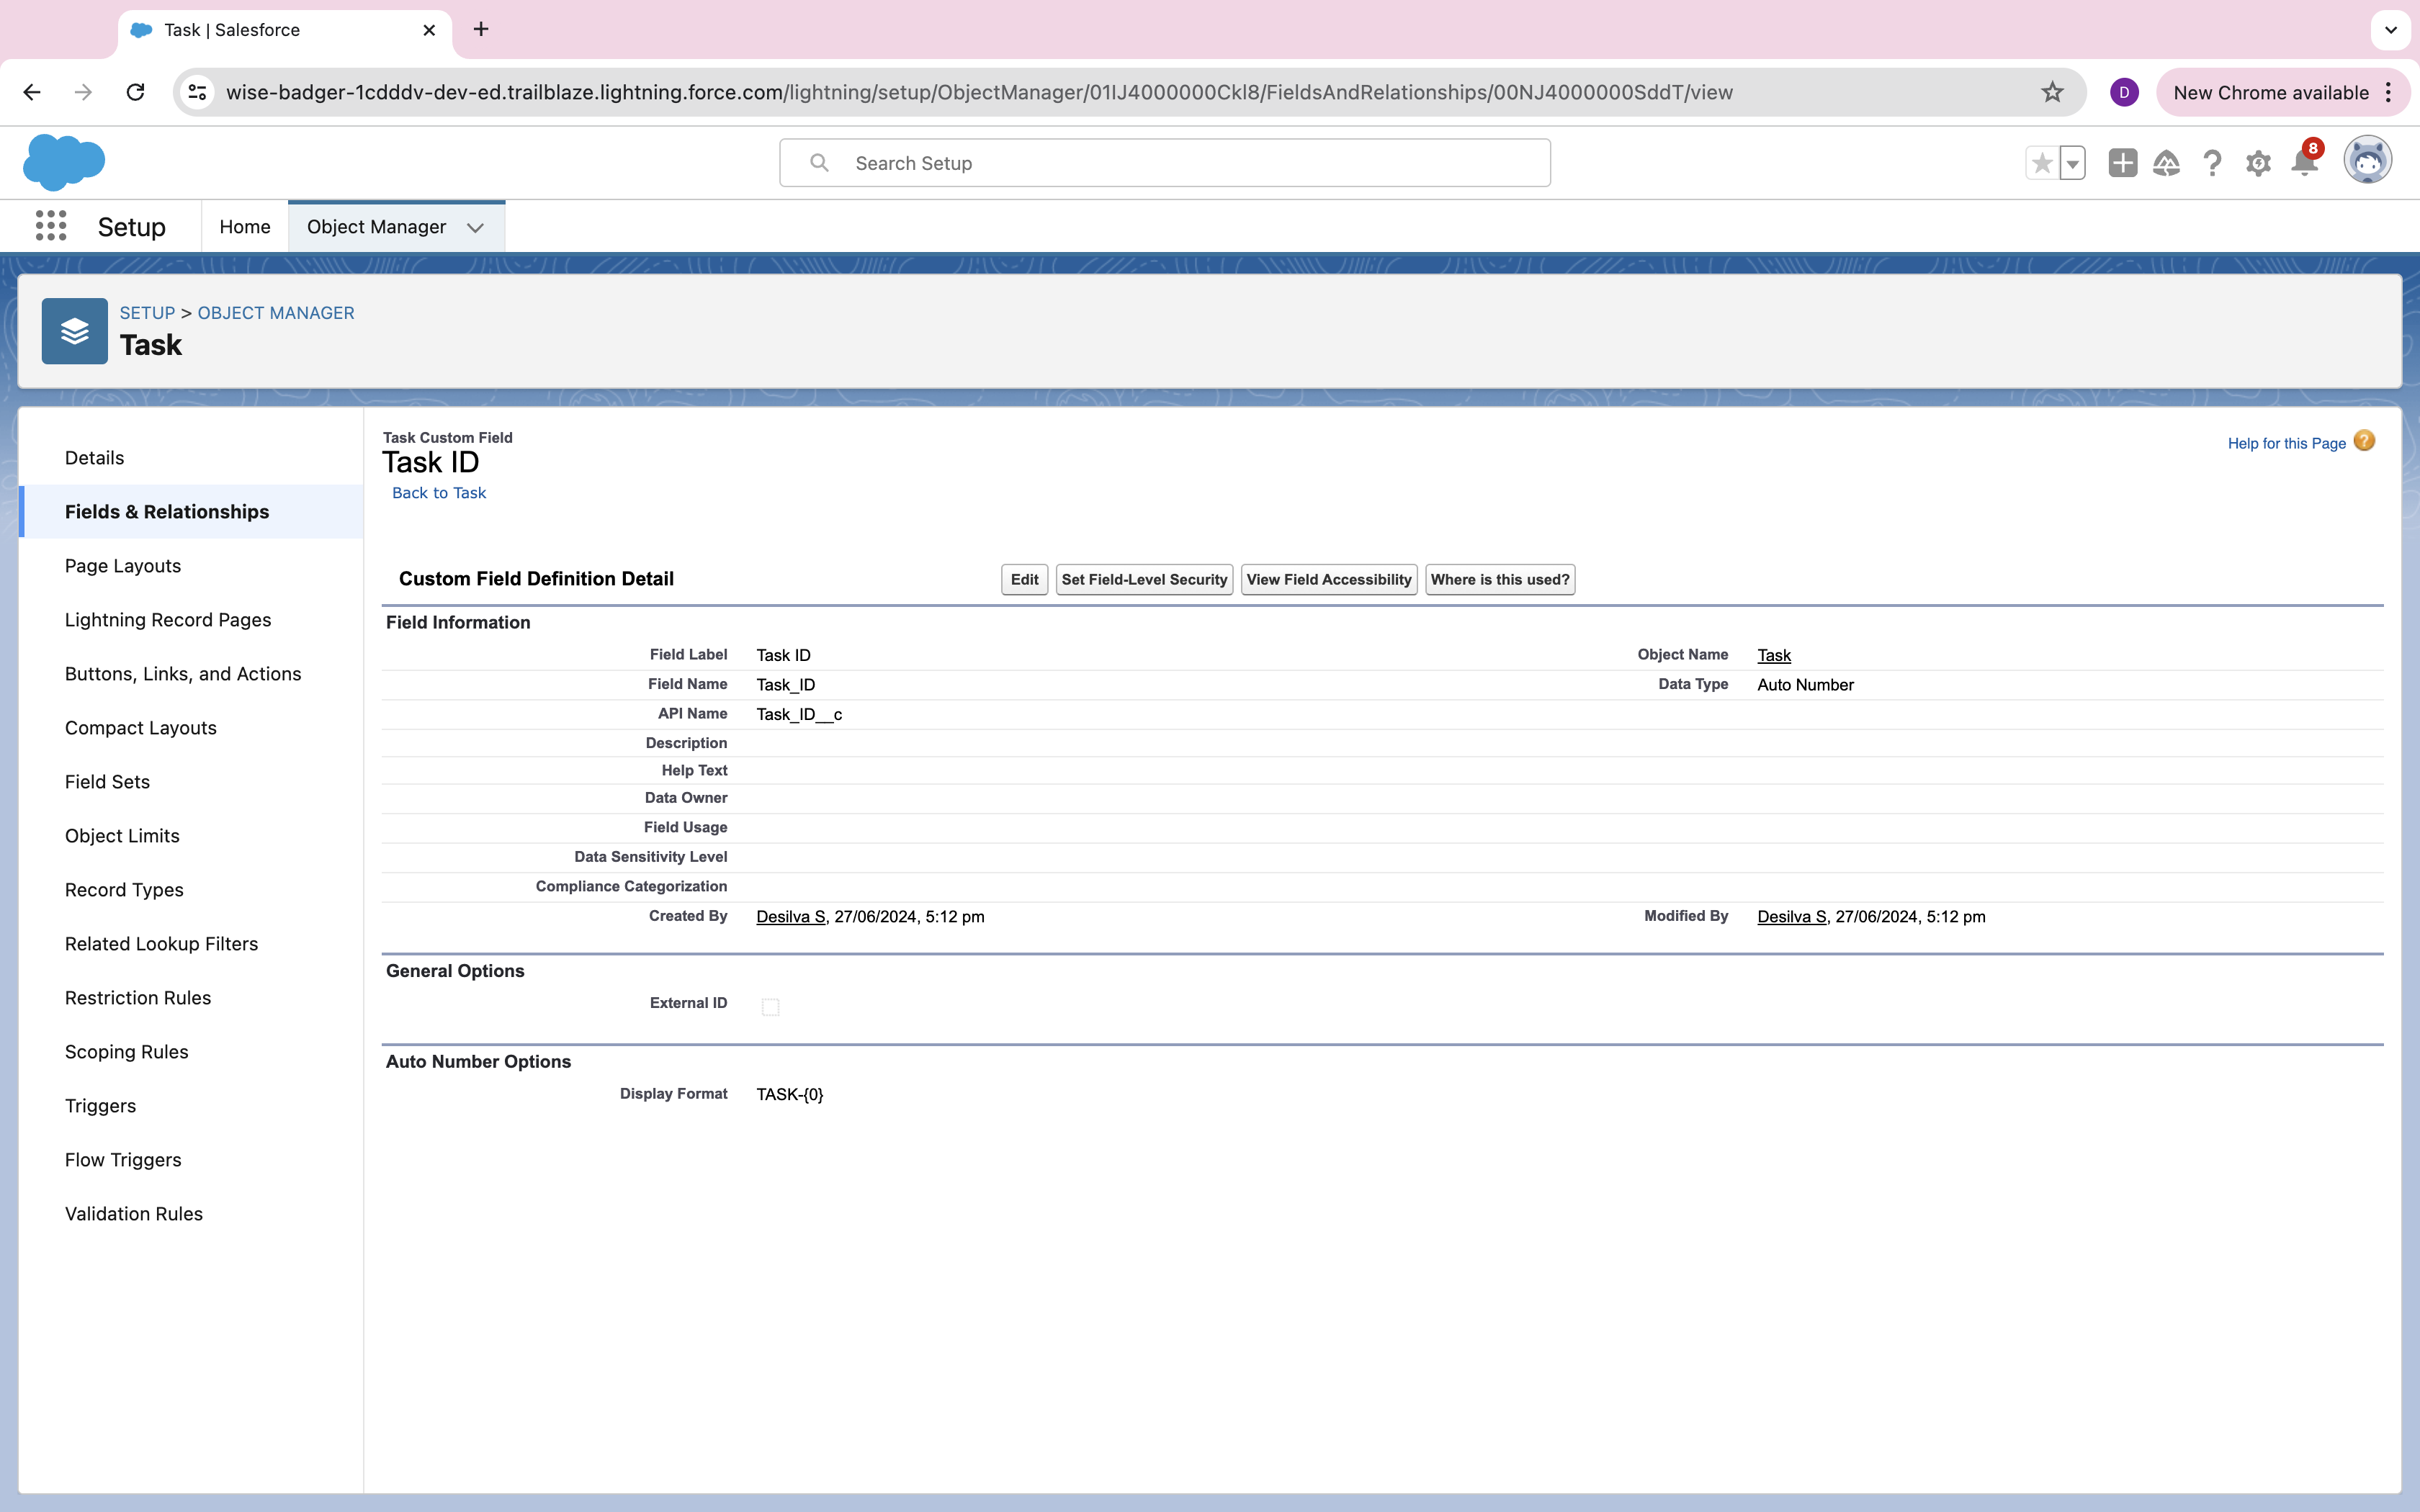 Task | Salesforce
wise-badger-1cdddv-dev-ed.trailblaze.lightning.force.com/lightning/setup/ObjectManager/01IJ4000000Ckl8/FieldsAndRelationships/00NJ4000000SddT/view
D
New Chrome available
Search Setup
8
Setup
Home
Object Manager
SETUP > OBJECT MANAGER
Task
Details
Fields & Relationships
Page Layouts
Lightning Record Pages
Buttons, Links, and Actions
Compact Layouts
Field Sets
Object Limits
Record Types
Related Lookup Filters
Restriction Rules
Scoping Rules
Triggers
Flow Triggers
Validation Rules
Task Custom Field
Task ID
Back to Task
Help for this Page ?
Custom Field Definition Detail
Edit
Set Field-Level Security
View Field Accessibility
Where is this used?
Field Information
Field Label Task ID
Object Name Task
Field Name Task_ID
Data Type Auto Number
API Name Task_ID__c
Description
Help Text
Data Owner
Field Usage
Data Sensitivity Level
Compliance Categorization
Created By Desilva S, 27/06/2024, 5:12 pm
Modified By Desilva S, 27/06/2024, 5:12 pm
General Options
External ID
Auto Number Options
Display Format TASK-{0}